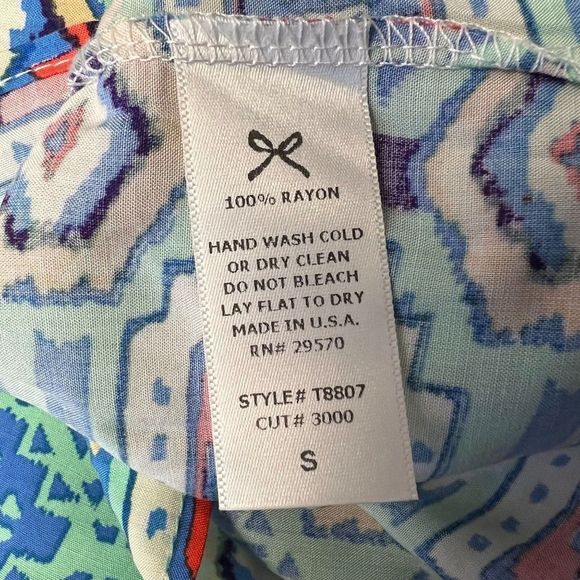 100% RAYON
HAND WASH COLD
OR DRY CLEAN
DO NOT BLEACH
LAY FLAT TO DRY
MADE IN U.S.A.
RN# 29570
STYLE# T8807
CUT# 3000
S